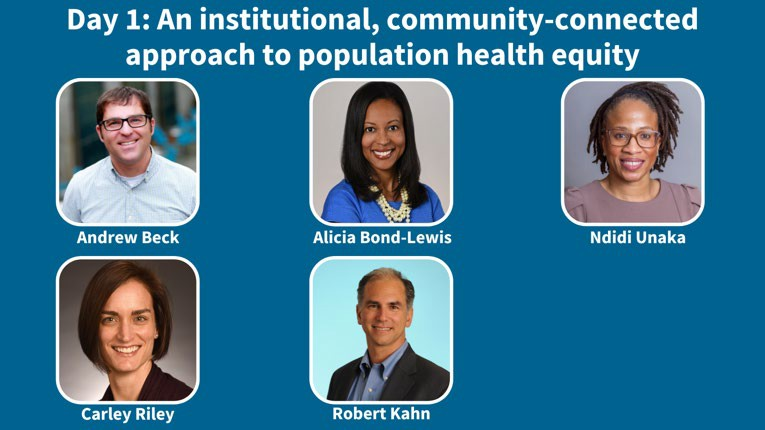 Day 1: An institutional, community-connected
approach to population health equity
Andrew Beck
Alicia Bond-Lewis
Ndidi Unaka
Carley Riley
Robert Kahn